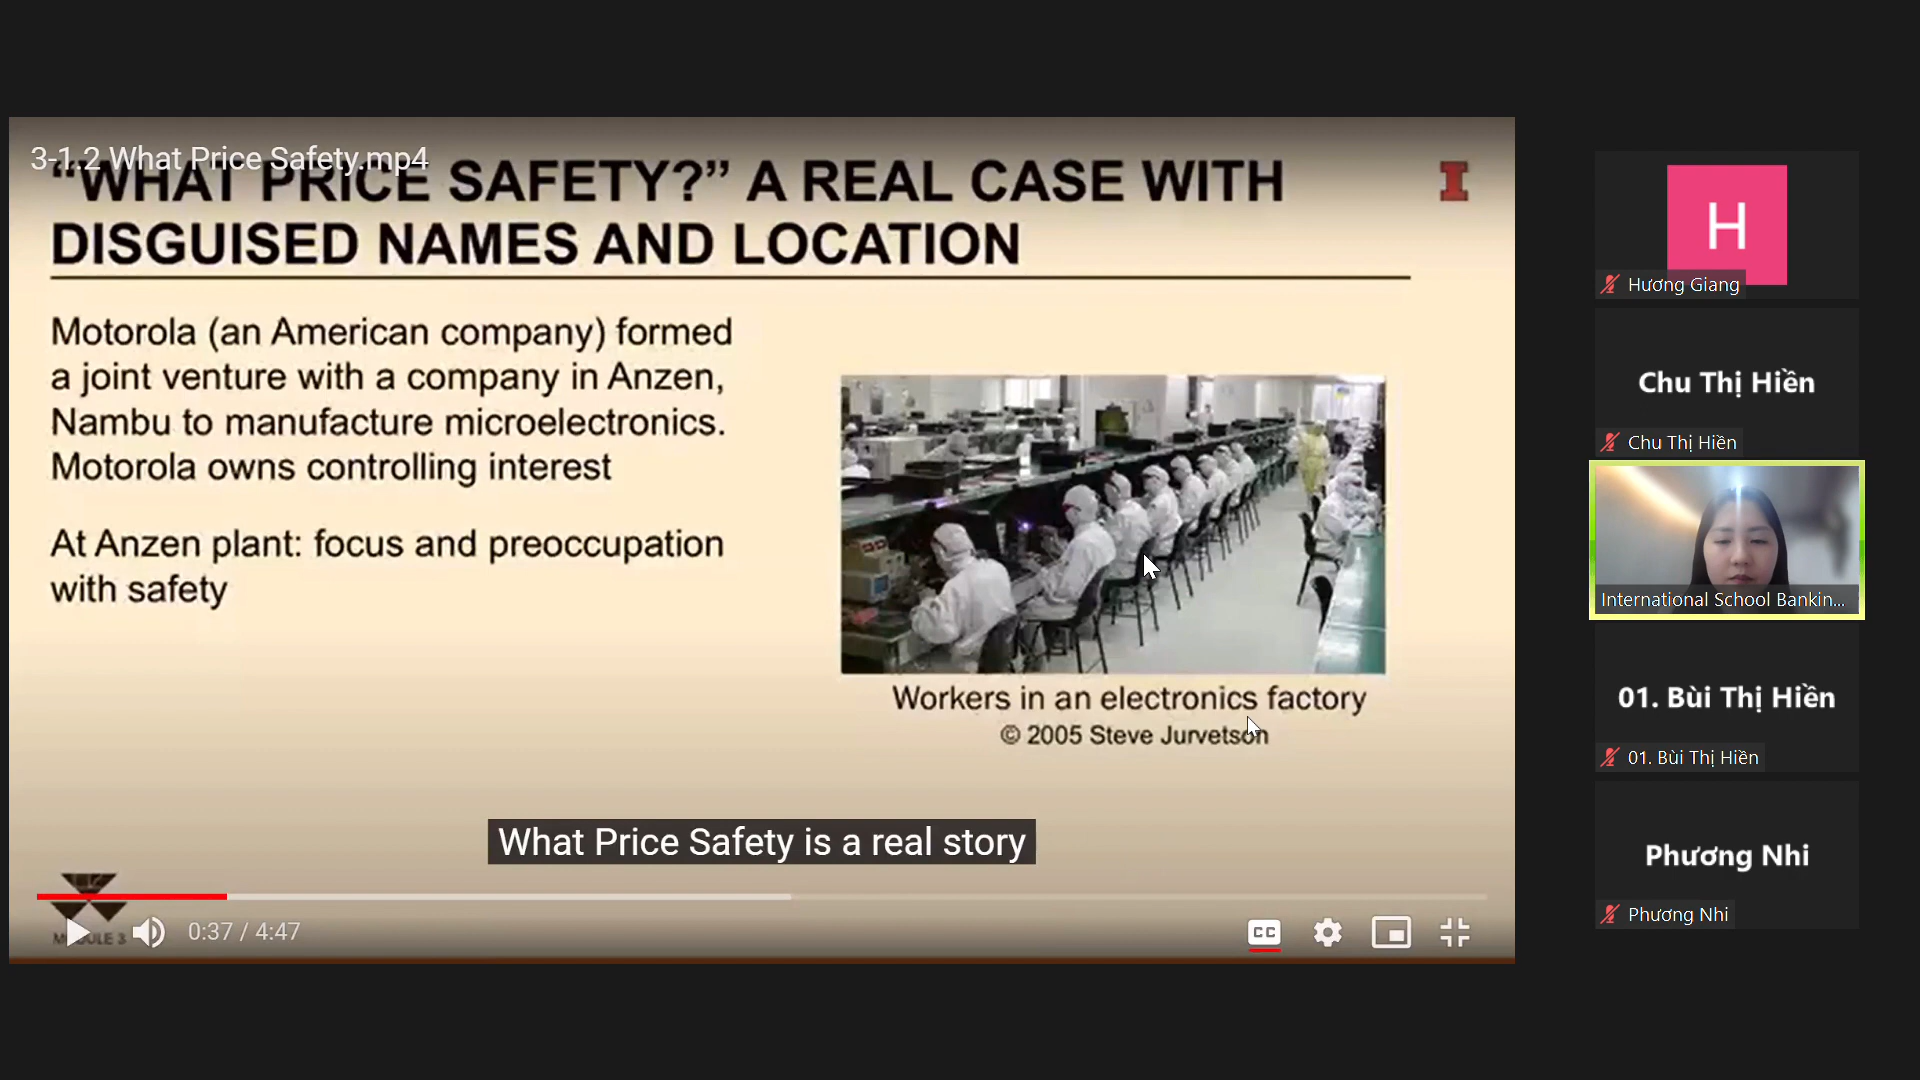 3-1.2 What Price Safety.mp4
“WHAT PRICE SAFETY?” A REAL CASE WITH
DISGUISED NAMES AND LOCATION
Motorola (an American company) formed
a joint venture with a company in Anzen,
Nambu to manufacture microelectronics.
Motorola owns controlling interest
At Anzen plant: focus and preoccupation
with safety
Workers in an electronics factory
© 2005 Steve Jurvetson
What Price Safety is a real story
MODULE 3
0:37 / 4:47
CC
H
Hương Giang
Chu Thị Hiền
Chu Thị Hiền
International School Bankin...
01. Bùi Thị Hiền
01. Bùi Thị Hiền
Phương Nhi
Phương Nhi